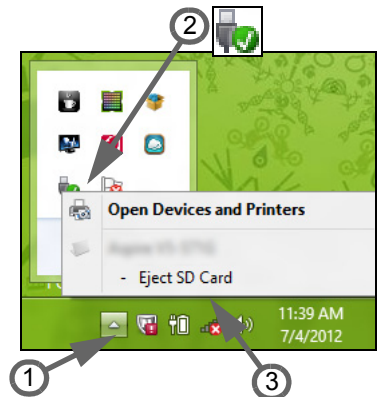 2
Open Devices and Printers
- Eject SD Card
11:39 AM
7/4/2012
1
3